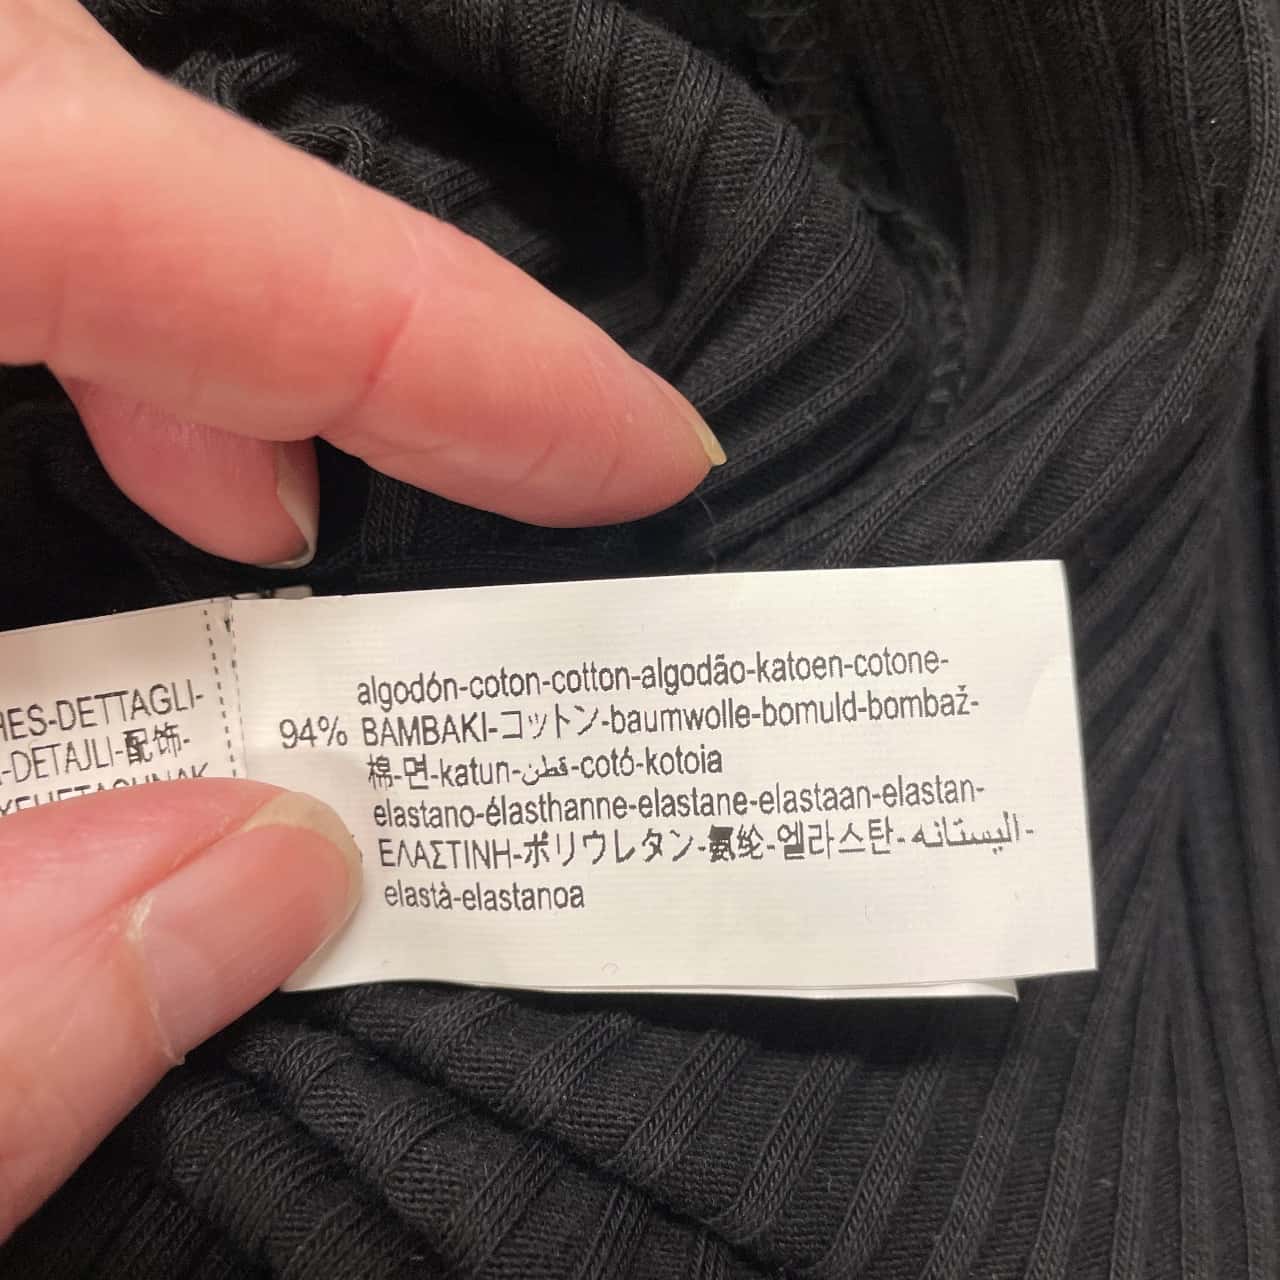 RES-DETTAGLI-
-DETAJLI-配饰-
algodón-coton-cotton-algodão-katoen-cotone-
94% BAMBAKI-コットン-baumwolle-bomuld-bombaž-
棉-면-katun-قطن-cotó-kotoia
elastano-élasthanne-elastane-elastaan-elastan-
ΕΛΑΣΤΙΝΗ-ポリウレタン-氨纶-엘라스탄-اليستانه-
elastà-elastanoa